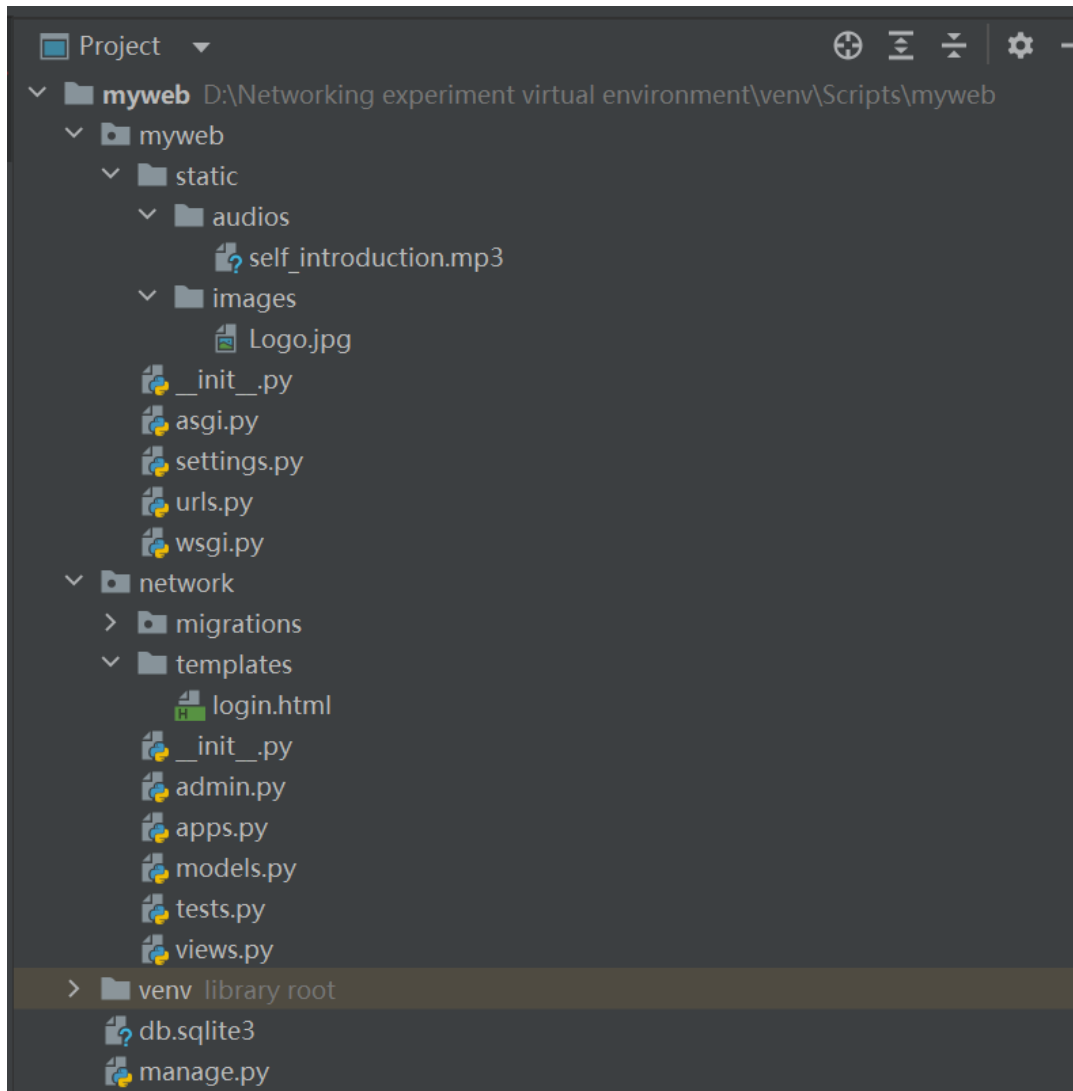 Project
myweb D:\Networking experiment virtual environment\venv\Scripts\myweb
myweb
static
audios
self_introduction.mp3
images
Logo.jpg
__init__.py
asgi.py
settings.py
urls.py
wsgi.py
network
migrations
templates
login.html
__init__.py
admin.py
apps.py
models.py
tests.py
views.py
venv library root
db.sqlite3
manage.py